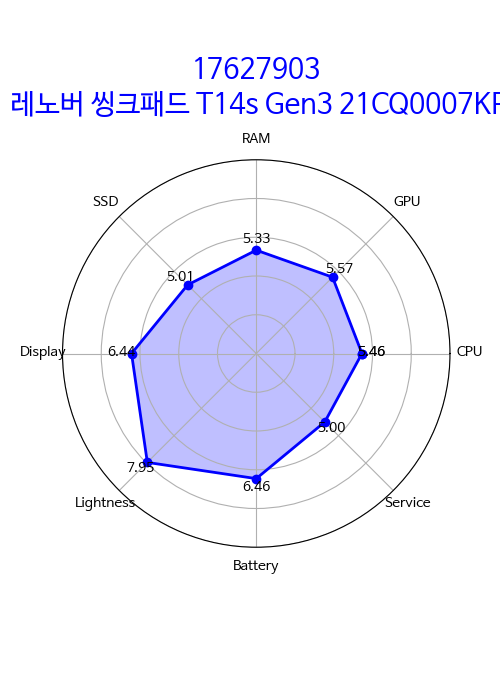 17627903
레노버 씽크패드 T14s Gen3 21CQ0007KR
RAM
SSD
GPU
5.33
5.01
5.57
Display
6.44
5.46
CPU
7.95
5.00
6.46
Lightness
Service
Battery